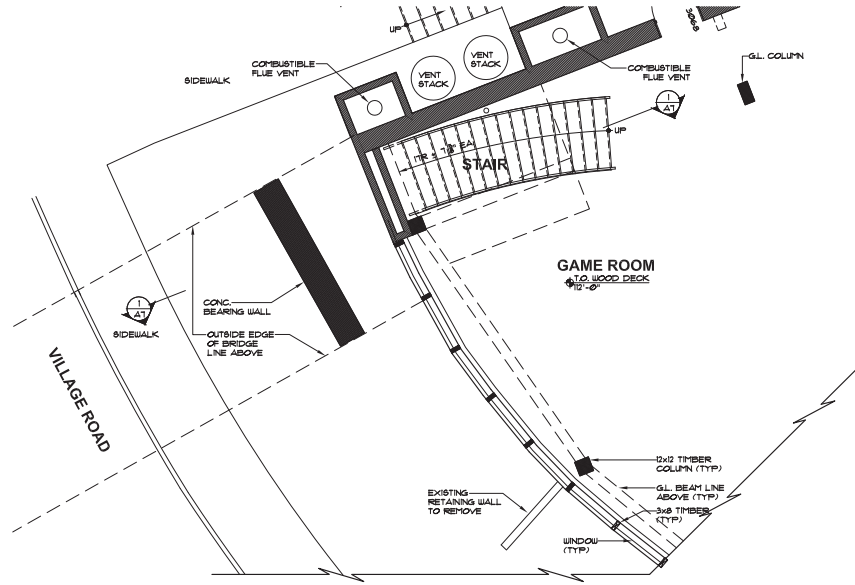 UP
3068
COMBUSTIBLE
FLUE VENT
SIDEWALK
VENT
STACK
VENT
STACK
COMBUSTIBLE
FLUE VENT
G.L. COLUMN
1
A7
UP
STAIR
GAME ROOM
T.O. WOOD DECK
112'-0"
1
A7
SIDEWALK
CONC.
BEARING WALL
OUTSIDE EDGE
OF BRIDGE
LINE ABOVE
VILLAGE ROAD
12x12 TIMBER
COLUMN (TYP)
G.L. BEAM LINE
ABOVE (TYP)
3x8 TIMBER
(TYP)
EXISTING
RETAINING WALL
TO REMOVE
WINDOW
(TYP)